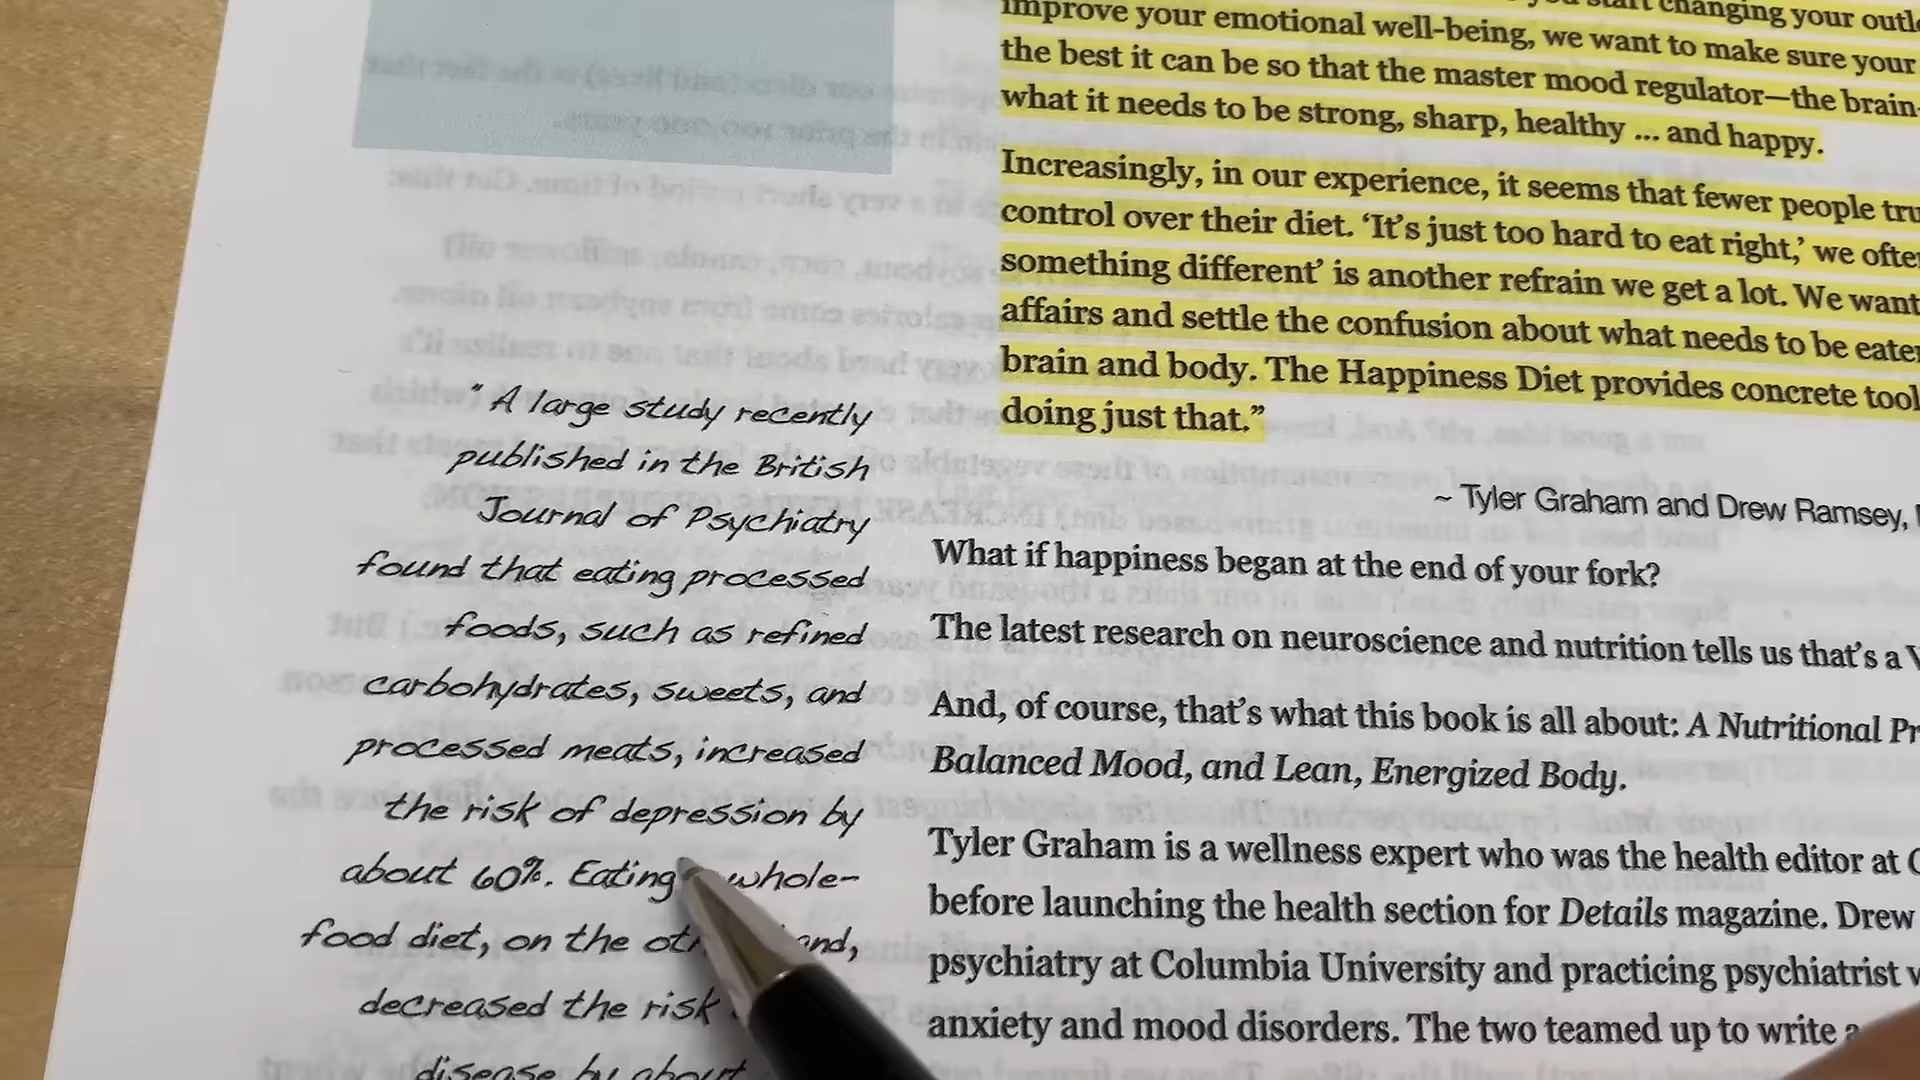 start changing your
improve your emotional well-being, we want to make sure your
the best it can be so that the master mood regulator—the brain
what it needs to be strong, sharp, healthy ... and happy.
Increasingly, in our experience, it seems that fewer people
control over their diet. ‘It’s just too hard to eat right,’ we
something different’ is another refrain we get a lot. We want
affairs and settle the confusion about what needs to be
brain and body. The Happiness Diet provides concrete
doing just that.”
~ Tyler Graham and Drew Ramsey,
What if happiness began at the end of your fork?
The latest research on neuroscience and nutrition tells us that’s a
And, of course, that’s what this book is all about: A Nutritional
Balanced Mood, and Lean, Energized Body.
Tyler Graham is a wellness expert who was the health editor at
before launching the health section for Details magazine. Drew
psychiatry at Columbia University and practicing psychiatrist
anxiety and mood disorders. The two teamed up to write
“A large study recently
published in the British
Journal of Psychiatry
found that eating processed
foods, such as refined
carbohydrates, sweets, and
processed meats, increased
the risk of depression by
about 60%. Eating whole-
food diet, on the
decreased the risk
disease by about